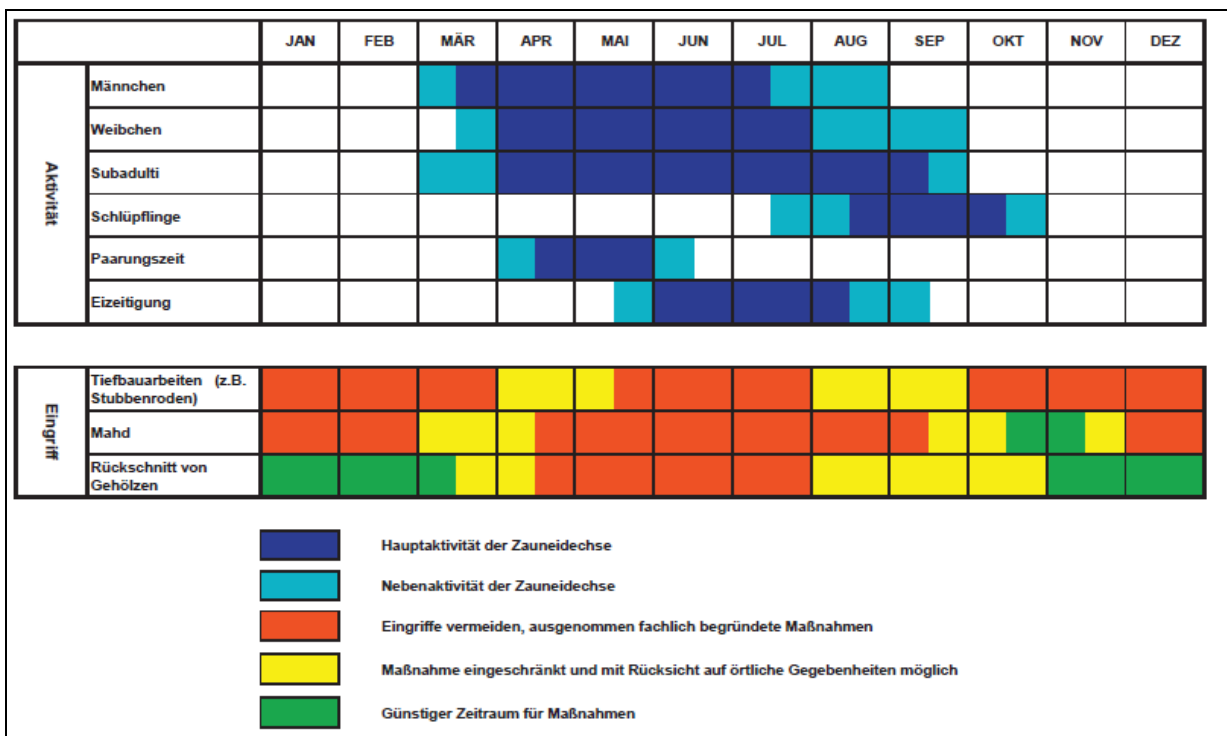 JAN FEB MÄR APR MAI JUN JUL AUG SEP OKT NOV DEZ
Aktivität
Männchen
Weibchen
Subadulti
Schlüpflinge
Paarungszeit
Eizeitigung
Eingriff
Tiefbauarbeiten (z.B.
Stubbenroden)
Mahd
Rückschnitt von
Gehölzen
Hauptaktivität der Zauneidechse
Nebenaktivität der Zauneidechse
Eingriffe vermeiden, ausgenommen fachlich begründete Maßnahmen
Maßnahme eingeschränkt und mit Rücksicht auf örtliche Gegebenheiten möglich
Günstiger Zeitraum für Maßnahmen